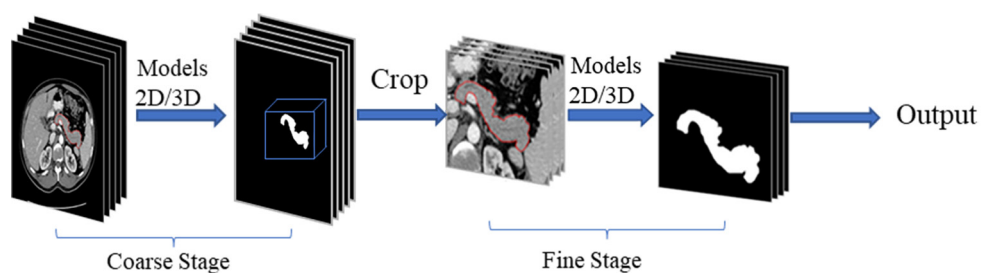 Models
2D/3D
Crop
Models
2D/3D
Output
Coarse Stage
Fine Stage